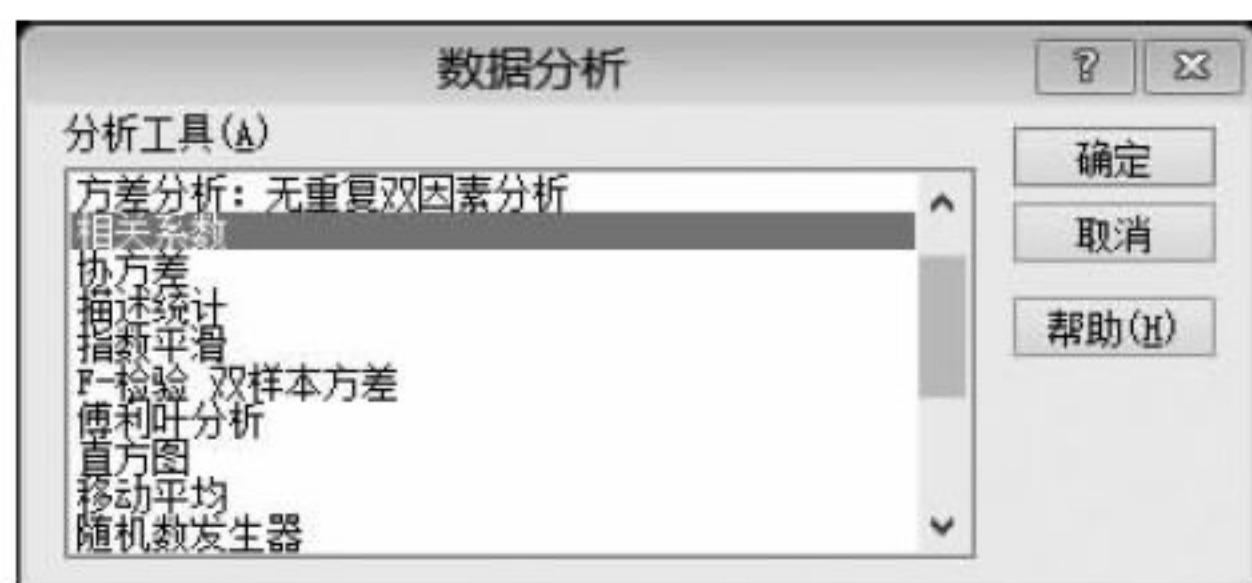 数据分析
分析工具(A)
方差分析：无重复双因素分析
相关系数
协方差
描述统计
指数平滑
F-检验 双样本方差
傅利叶分析
直方图
移动平均
随机数发生器
确定
取消
帮助(H)